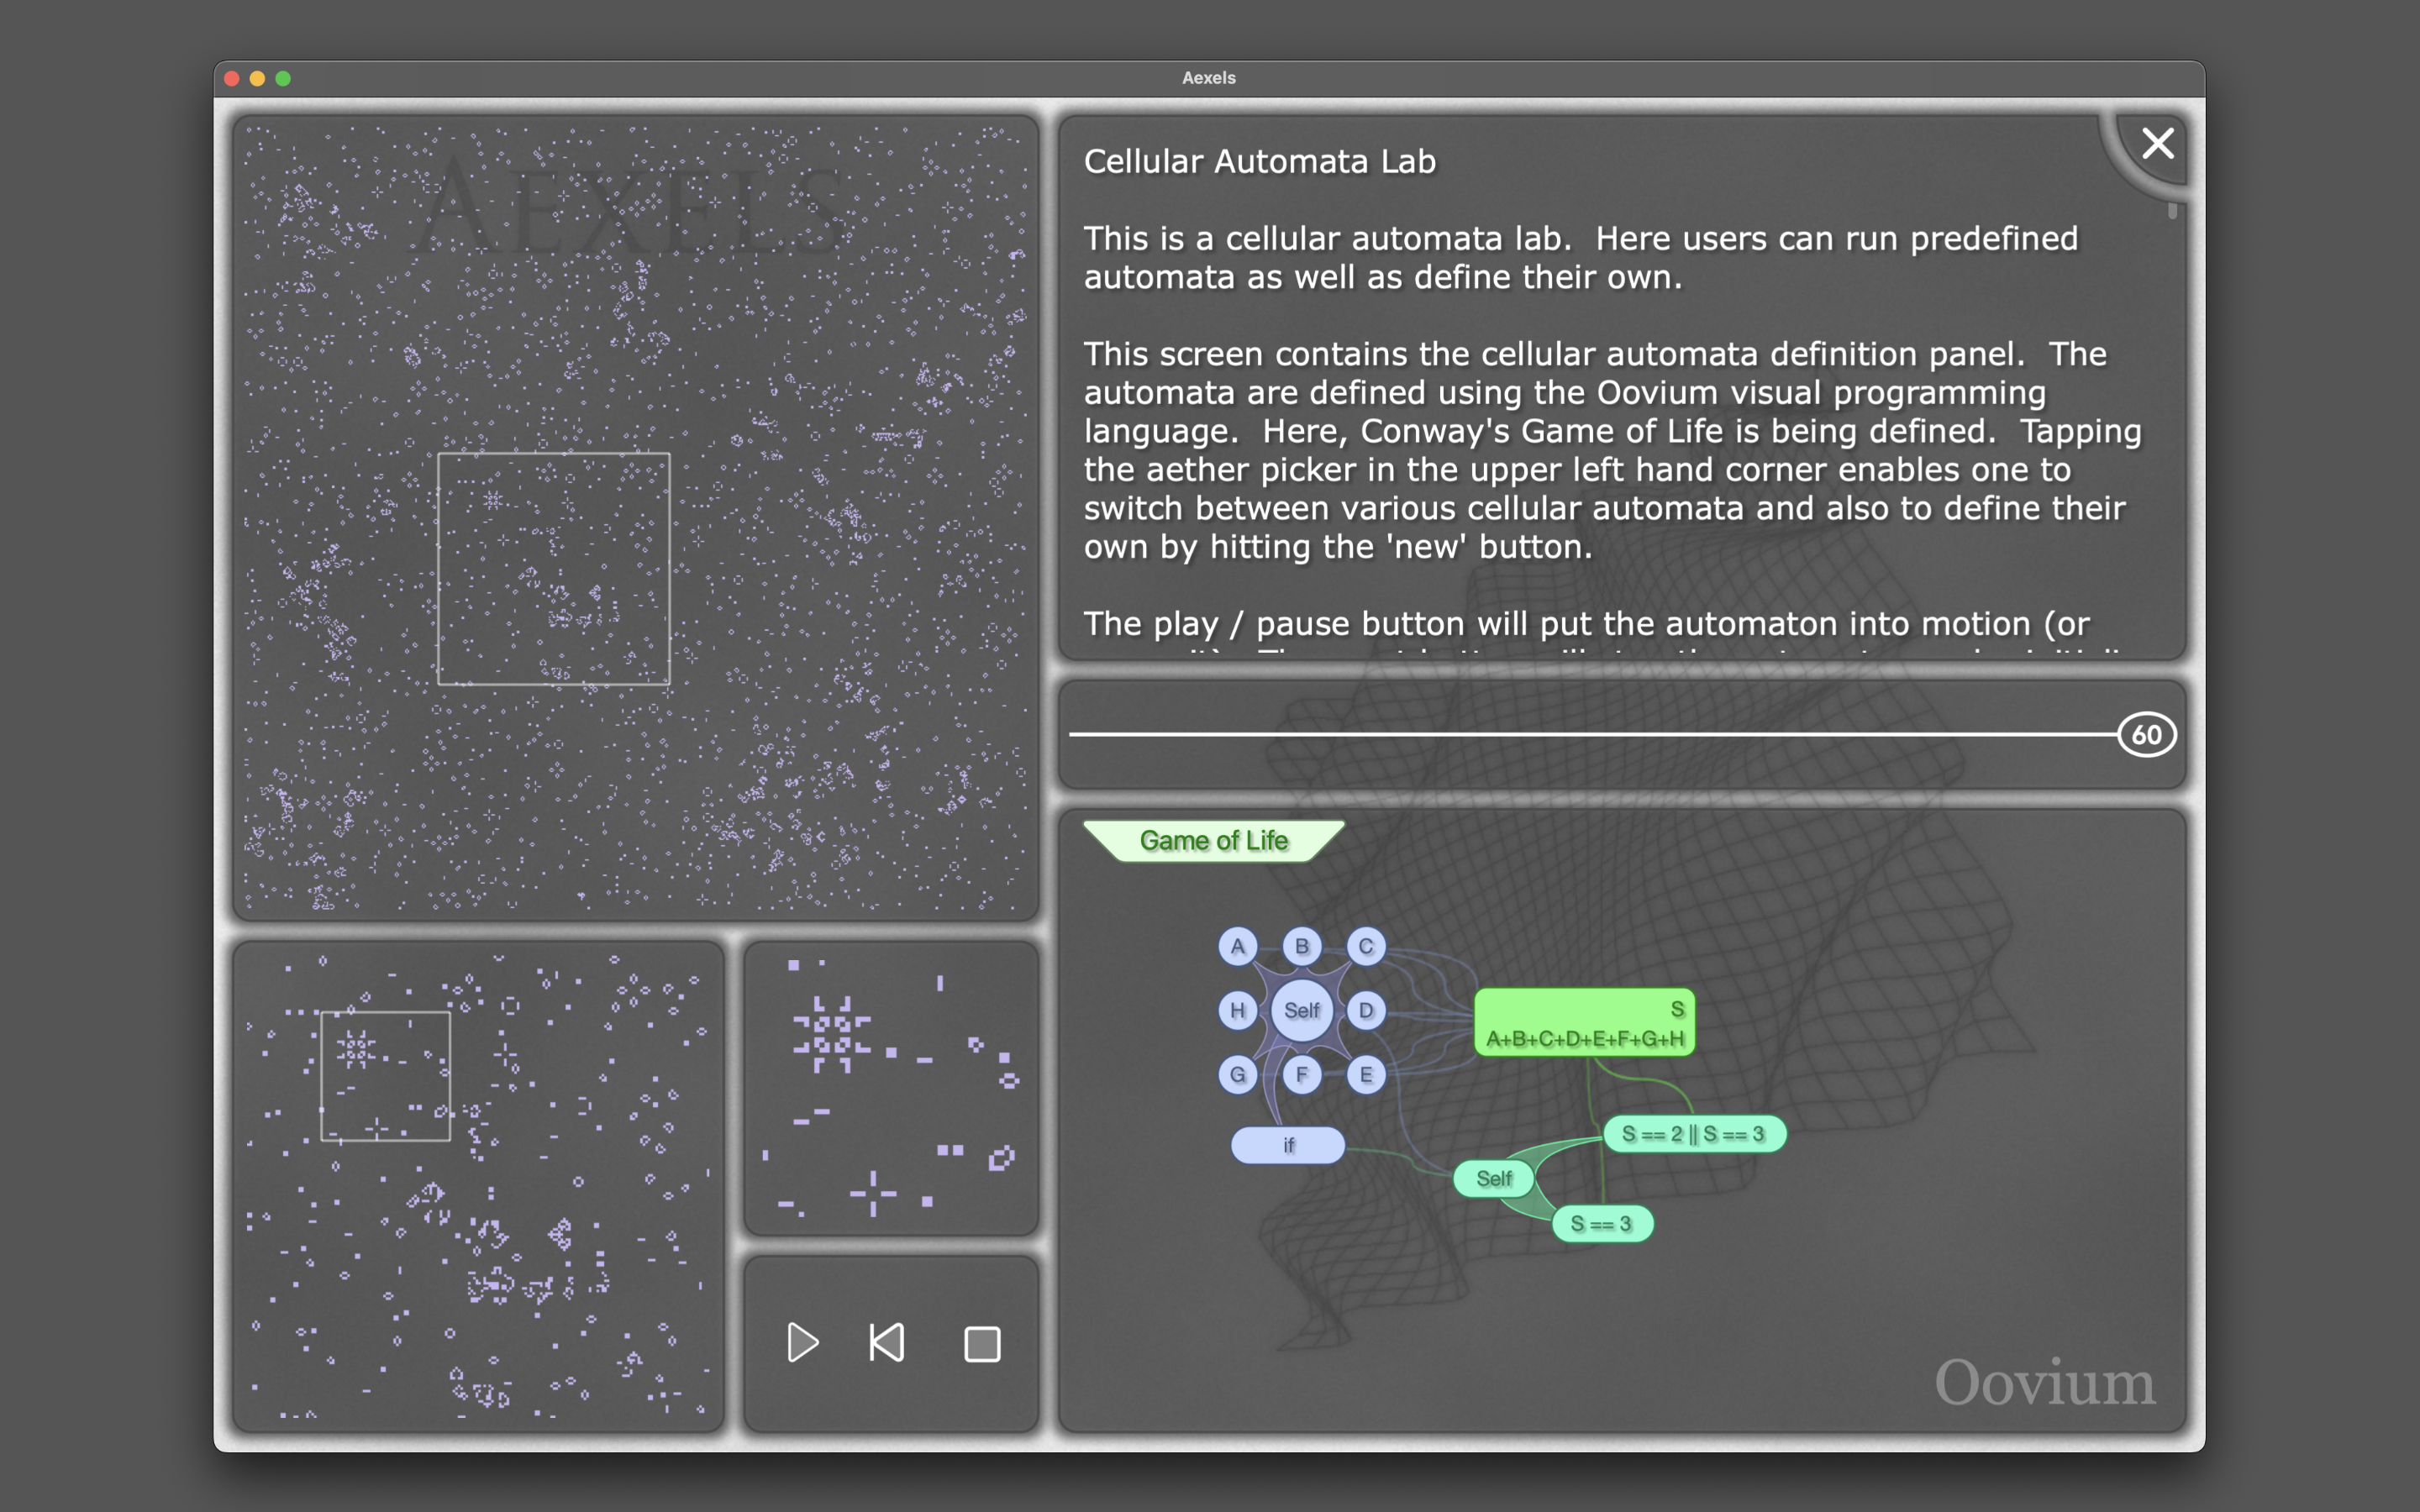 Aexels
AEXELS
Cellular Automata Lab
This is a cellular automata lab.  Here users can run predefined
automata as well as define their own.
This screen contains the cellular automata definition panel.  The
automata are defined using the Oovium visual programming
language.  Here, Conway's Game of Life is being defined.  Tapping
the aether picker in the upper left hand corner enables one to
switch between various cellular automata and also to define their
own by hitting the 'new' button.
The play / pause button will put the automaton into motion (or
60
Game of Life
A B C
H Self D
G F E
S
A+B+C+D+E+F+G+H
if
S == 2 || S == 3
Self
S == 3
Oovium